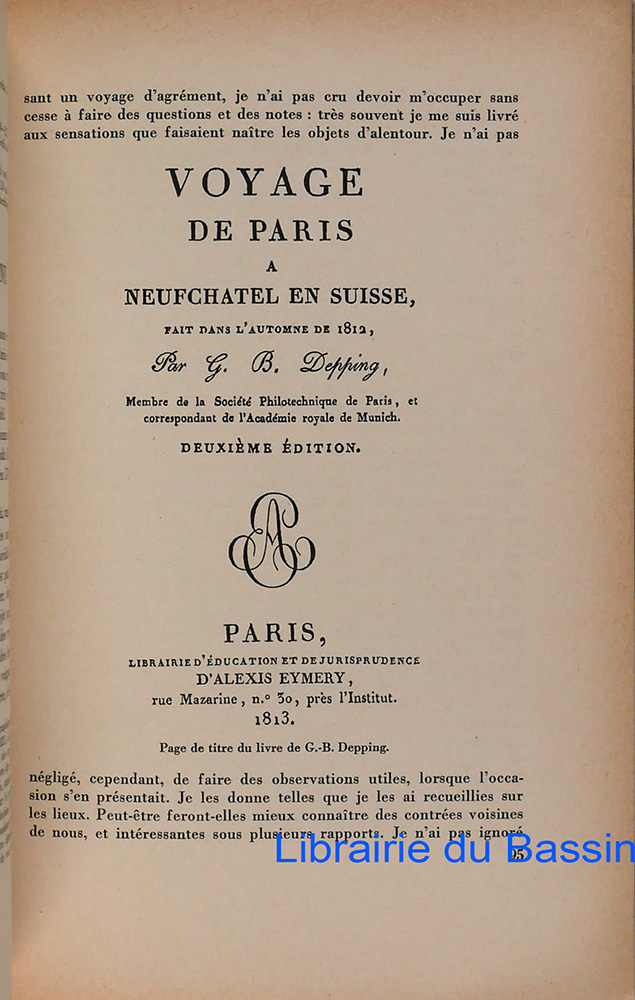 sant un voyage d'agrément, je n'ai pas cru devoir m'occuper sans
cesse à faire des questions et des notes : très souvent je me suis livré
aux sensations que faisaient naître les objets d'alentour. Je n'ai pas
VOYAGE
DE PARIS
A
NEUFCHATEL EN SUISSE,
FAIT DANS L'AUTOMNE DE 1812,
Par G. B. Depping,
Membre de la Société Philotechnique de Paris, et
correspondant de l'Académie royale de Munich.
DEUXIÈME ÉDITION.
PARIS,
LIBRAIRIE D'ÉDUCATION ET DE JURISPRUDENCE
D'ALEXIS EYMERY,
rue Mazarine, n.º 30, près l'Institut.
1813.
Page de titre du livre de G.-B. Depping.
négligé, cependant, de faire des observations utiles, lorsque l'occa-
sion s'en présentait. Je les donne telles que je les ai recueillies sur
les lieux. Peut-être feront-elles mieux connaître des contrées voisines
de nous, et intéressantes sous plusieurs rapports. Je n'ai pas ignoré
Librairie du Bassin